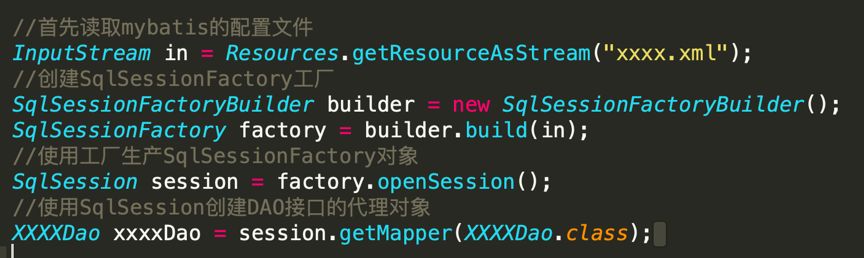 //首先读取mybatis的配置文件
InputStream in = Resources.getResourceAsStream("xxxx.xml");
//创建SqlSessionFactory工厂
SqlSessionFactoryBuilder builder = new SqlSessionFactoryBuilder();
SqlSessionFactory factory = builder.build(in);
//使用工厂生产SqlSessionFactory对象
SqlSession session = factory.openSession();
//使用SqlSession创建DAO接口的代理对象
XXXXDao xxxxDao = session.getMapper(XXXXDao.class);